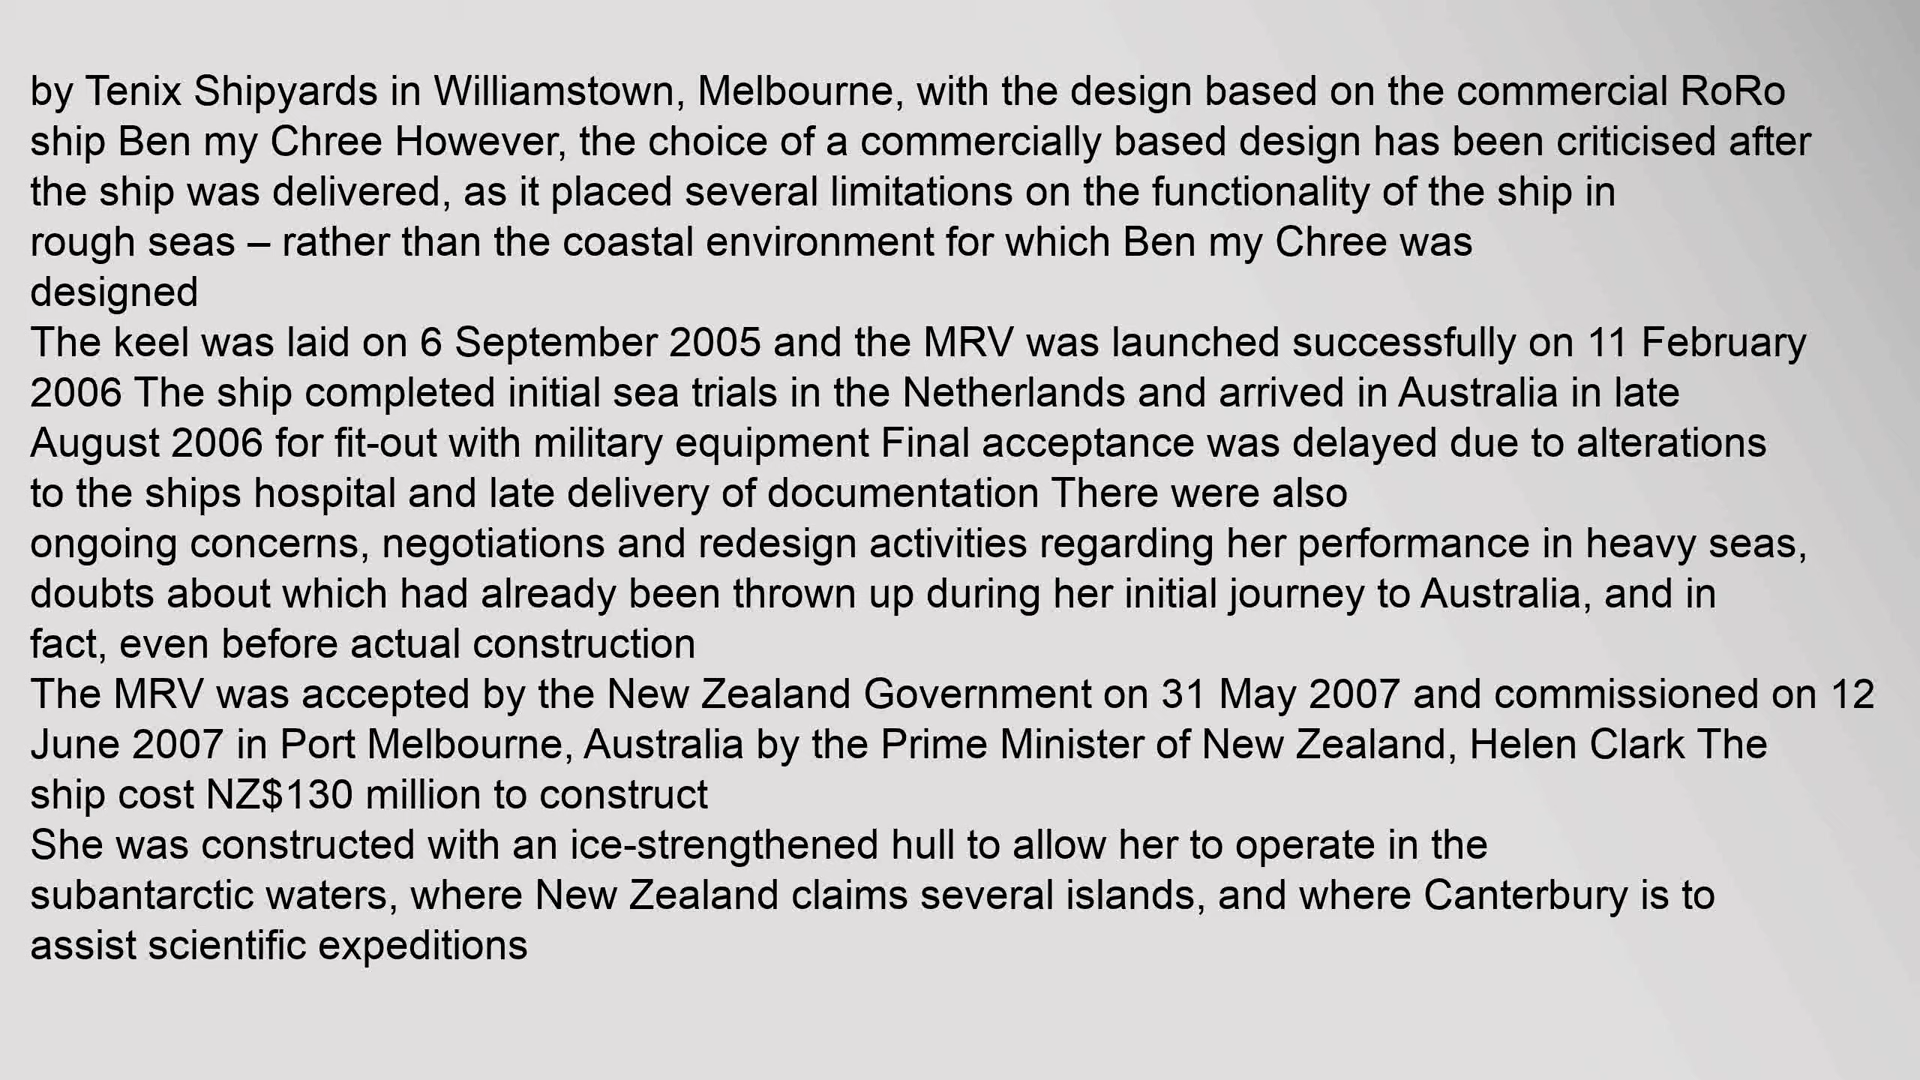 by Tenix Shipyards in Williamstown, Melbourne, with the design based on the commercial RoRo
ship Ben my Chree However, the choice of a commercially based design has been criticised after
the ship was delivered, as it placed several limitations on the functionality of the ship in
rough seas – rather than the coastal environment for which Ben my Chree was
designed
The keel was laid on 6 September 2005 and the MRV was launched successfully on 11 February
2006 The ship completed initial sea trials in the Netherlands and arrived in Australia in late
August 2006 for fit-out with military equipment Final acceptance was delayed due to alterations
to the ships hospital and late delivery of documentation There were also
ongoing concerns, negotiations and redesign activities regarding her performance in heavy seas,
doubts about which had already been thrown up during her initial journey to Australia, and in
fact, even before actual construction
The MRV was accepted by the New Zealand Government on 31 May 2007 and commissioned on 12
June 2007 in Port Melbourne, Australia by the Prime Minister of New Zealand, Helen Clark The
ship cost NZ$130 million to construct
She was constructed with an ice-strengthened hull to allow her to operate in the
subantarctic waters, where New Zealand claims several islands, and where Canterbury is to
assist scientific expeditions